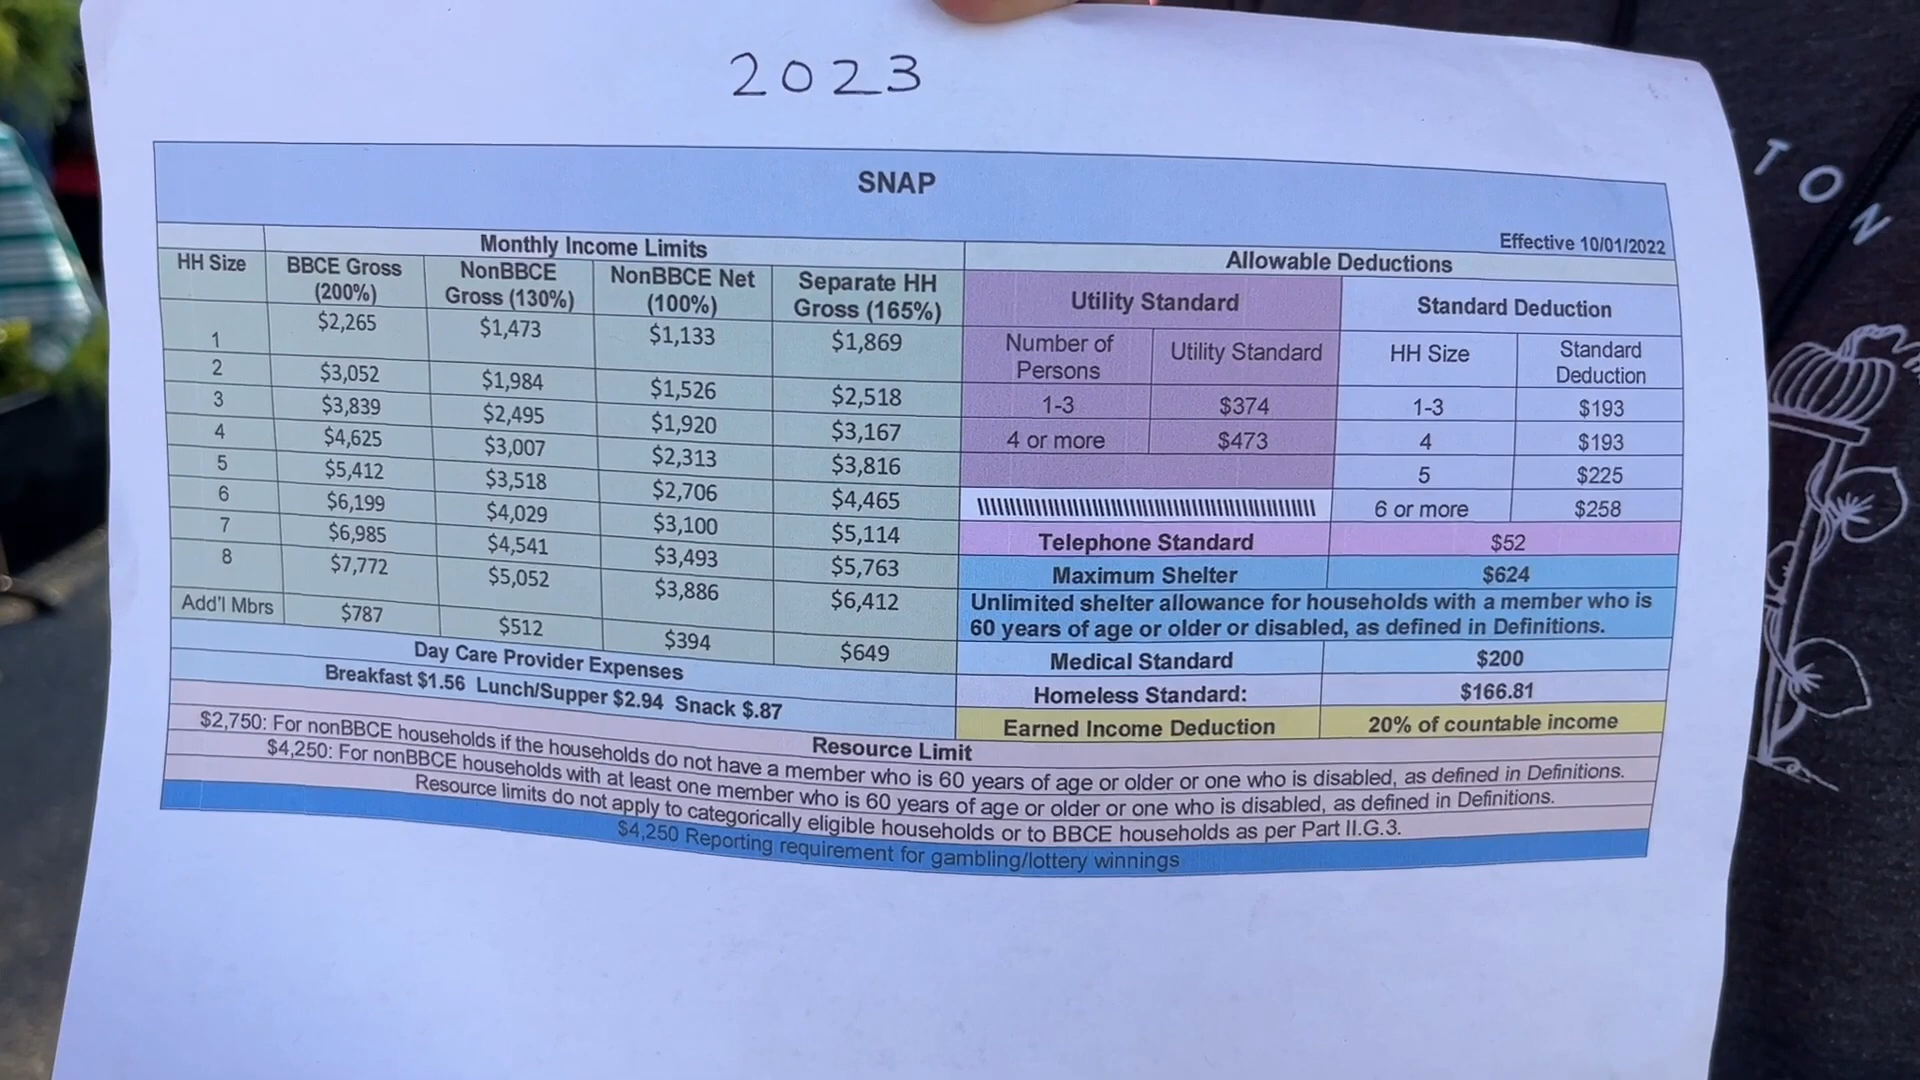 2023
SNAP
Effective 10/01/2022
Monthly Income Limits
Allowable Deductions
HH Size BBCE Gross (200%) NonBBCE Gross (130%) NonBBCE Net (100%) Separate HH Gross (165%)
1 $2,265 $1,473 $1,133 $1,869
2 $3,052 $1,984 $1,526 $2,518
3 $3,839 $2,495 $1,920 $3,167
4 $4,625 $3,007 $2,313 $3,816
5 $5,412 $3,518 $2,706 $4,465
6 $6,199 $4,029 $3,100 $5,114
7 $6,985 $4,541 $3,493 $5,763
8 $7,772 $5,052 $3,886 $6,412
Add'l Mbrs $787 $512 $394 $649
Day Care Provider Expenses
Breakfast $1.56 Lunch/Supper $2.94 Snack $.87
Utility Standard
Number of Persons Utility Standard
1-3 $374
4 or more $473
Standard Deduction
HH Size Standard Deduction
1-3 $193
4 $193
5 $225
6 or more $258
Telephone Standard $52
Maximum Shelter $624
Unlimited shelter allowance for households with a member who is
60 years of age or older or disabled, as defined in Definitions.
Medical Standard $200
Homeless Standard: $166.81
Earned Income Deduction 20% of countable income
Resource Limit
$2,750: For nonBBCE households if the households do not have a member who is 60 years of age or older or one who is disabled, as defined in Definitions.
$4,250: For nonBBCE households with at least one member who is 60 years of age or older or one who is disabled, as defined in Definitions.
Resource limits do not apply to categorically eligible households or to BBCE households as per Part II.G.3.
$4,250 Reporting requirement for gambling/lottery winnings
TON